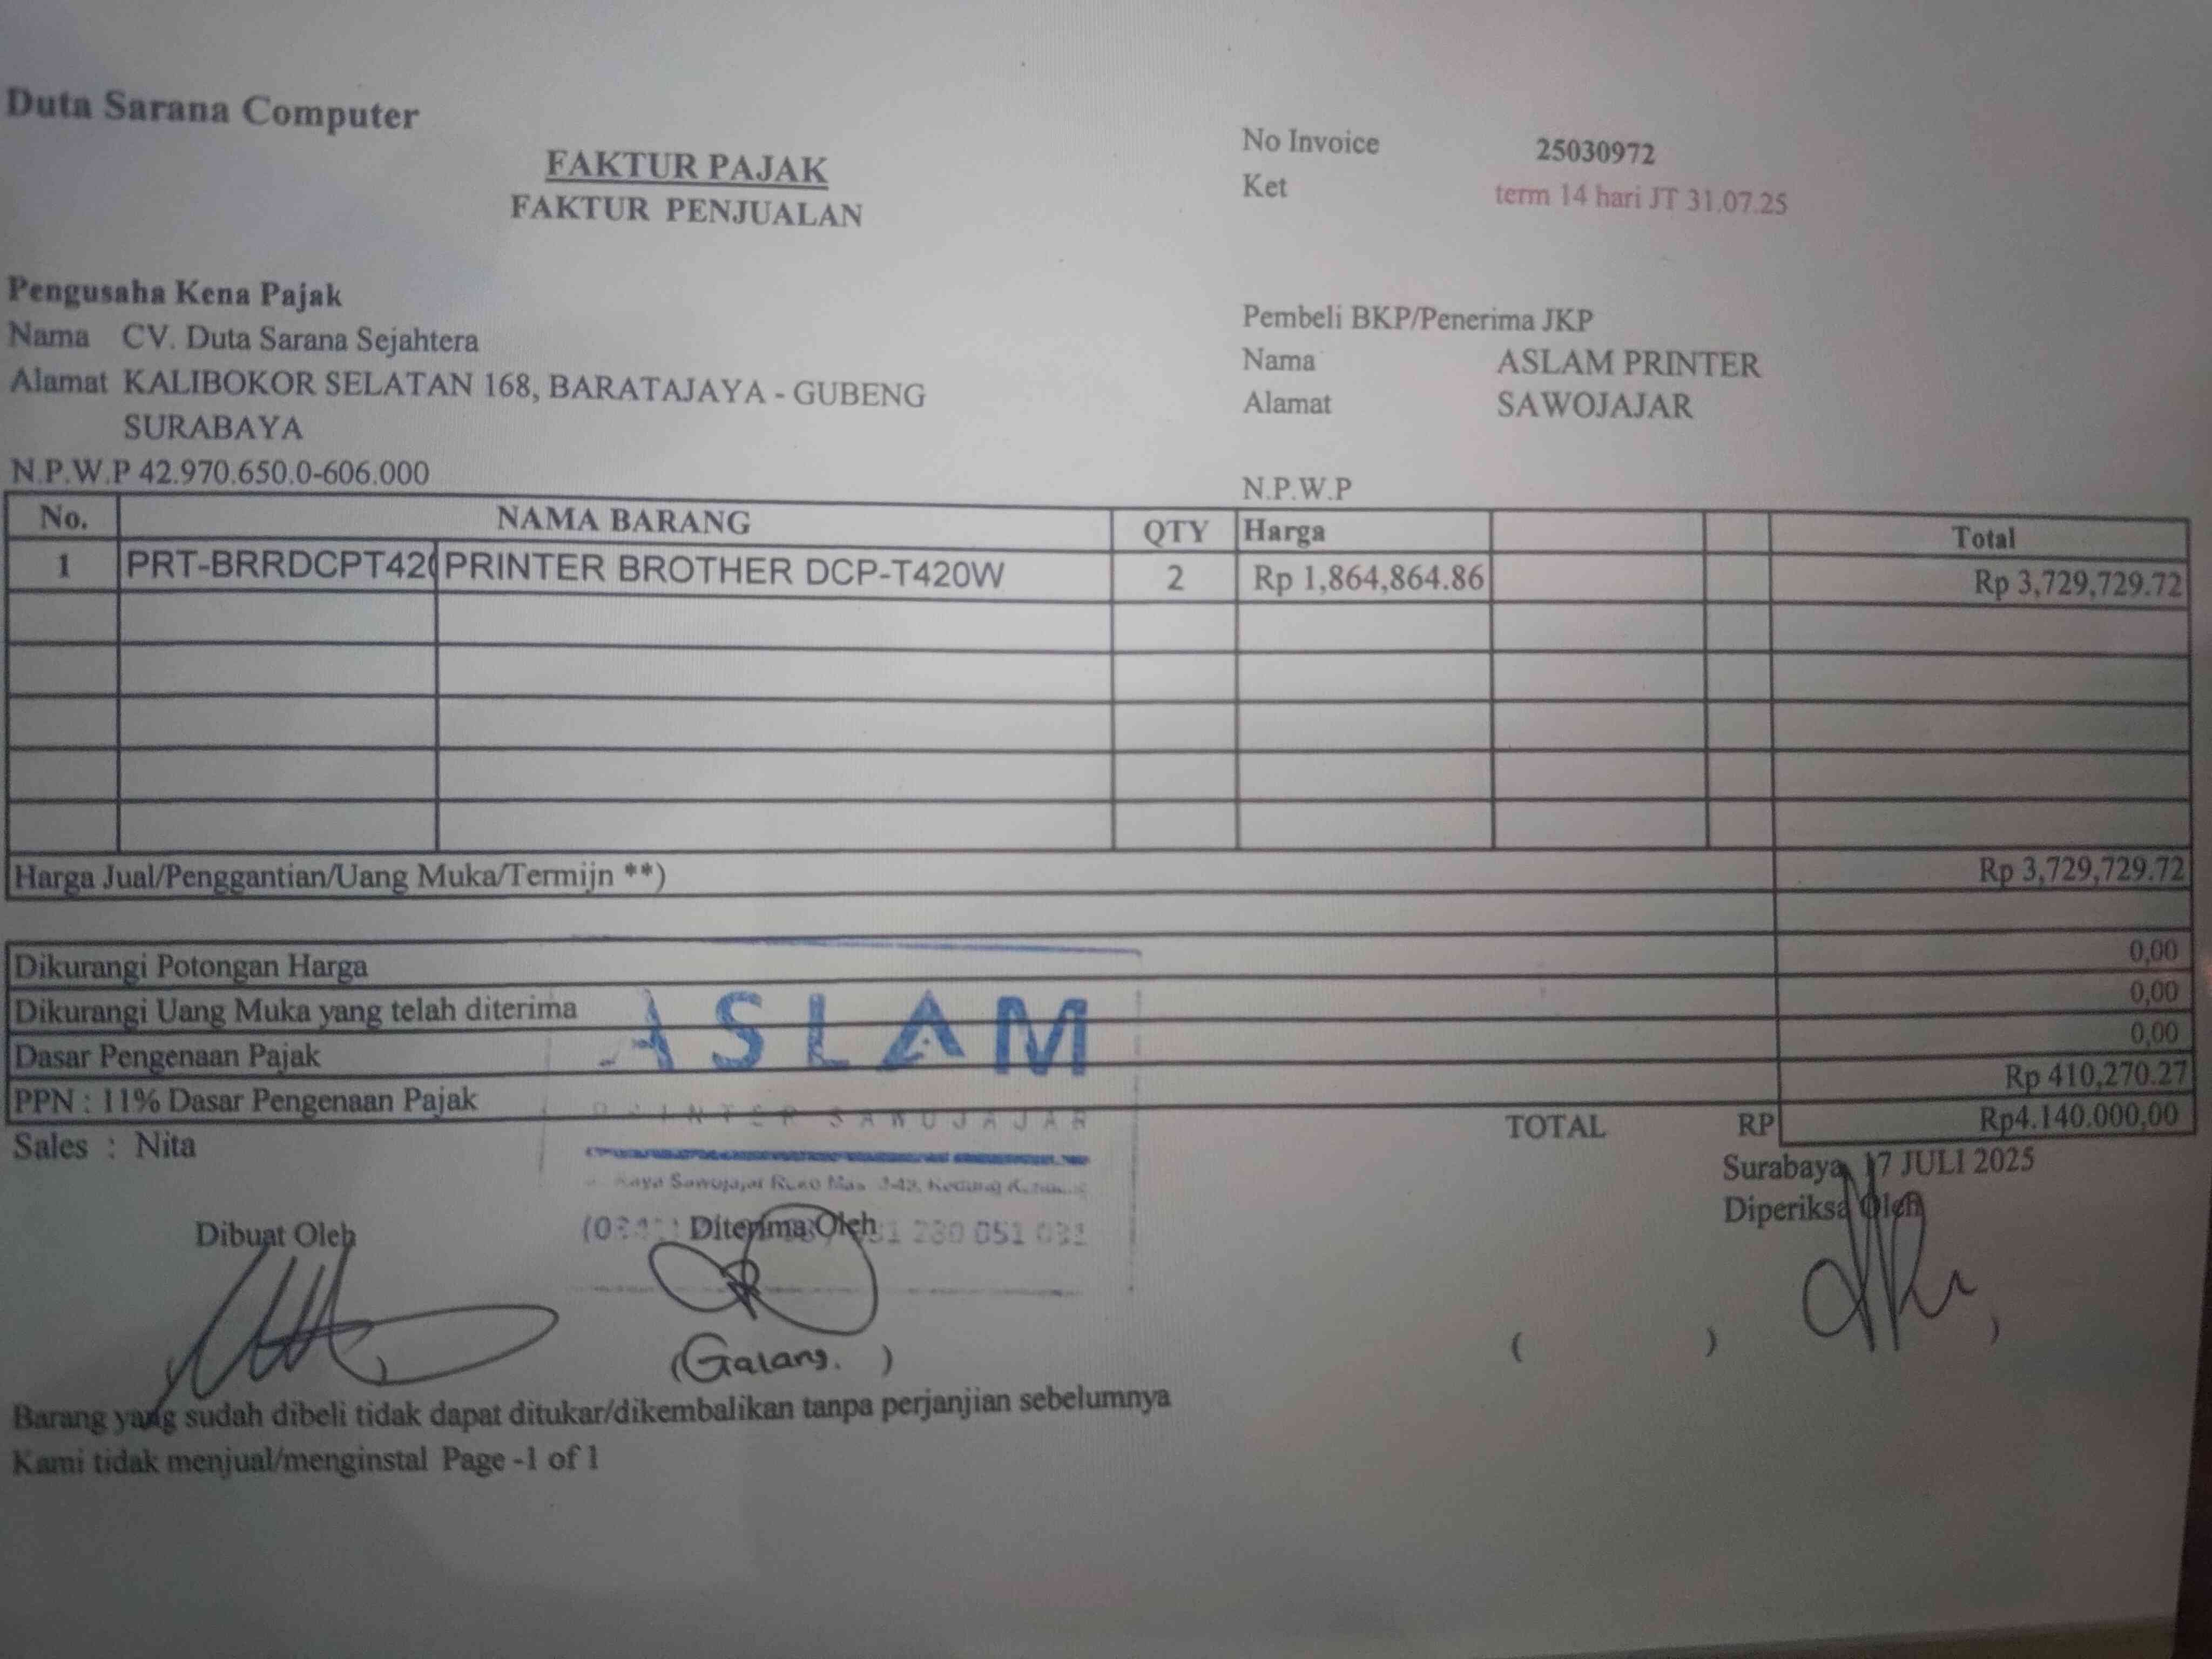 Duta Sarana Computer
FAKTUR PAJAK
FAKTUR PENJUALAN
No Invoice 25030972
Ket term 14 hari JT 31.07.25
Pengusaha Kena Pajak
Nama CV. Duta Sarana Sejahtera
Alamat KALIBOKOR SELATAN 168, BARATAJAYA - GUBENG
SURABAYA
N.P.W.P 42.970.650.0-606.000
Pembeli BKP/Penerima JKP
Nama ASLAM PRINTER
Alamat SAWOJAJAR
N.P.W.P
No. NAMA BARANG QTY Harga Total
1 PRT-BRRDCPT420 PRINTER BROTHER DCP-T420W 2 Rp 1,864,864.86 Rp 3,729,729.72
Harga Jual/Penggantian/Uang Muka/Termijn **) Rp 3,729,729.72
Dikurangi Potongan Harga 0,00
Dikurangi Uang Muka yang telah diterima 0,00
Dasar Pengenaan Pajak 0,00
PPN : 11% Dasar Pengenaan Pajak Rp 410,270.27
TOTAL RP Rp4.140.000,00
ASLAM
PRINTER SAWOJAJAR
Sales : Nita
Surabaya, 17 JULI 2025
Dibuat Oleh Diterima Oleh Diperiksa Oleh
(Galang. ) ( ) )
Barang yang sudah dibeli tidak dapat ditukar/dikembalikan tanpa perjanjian sebelumnya
Kami tidak menjual/menginstal Page -1 of 1